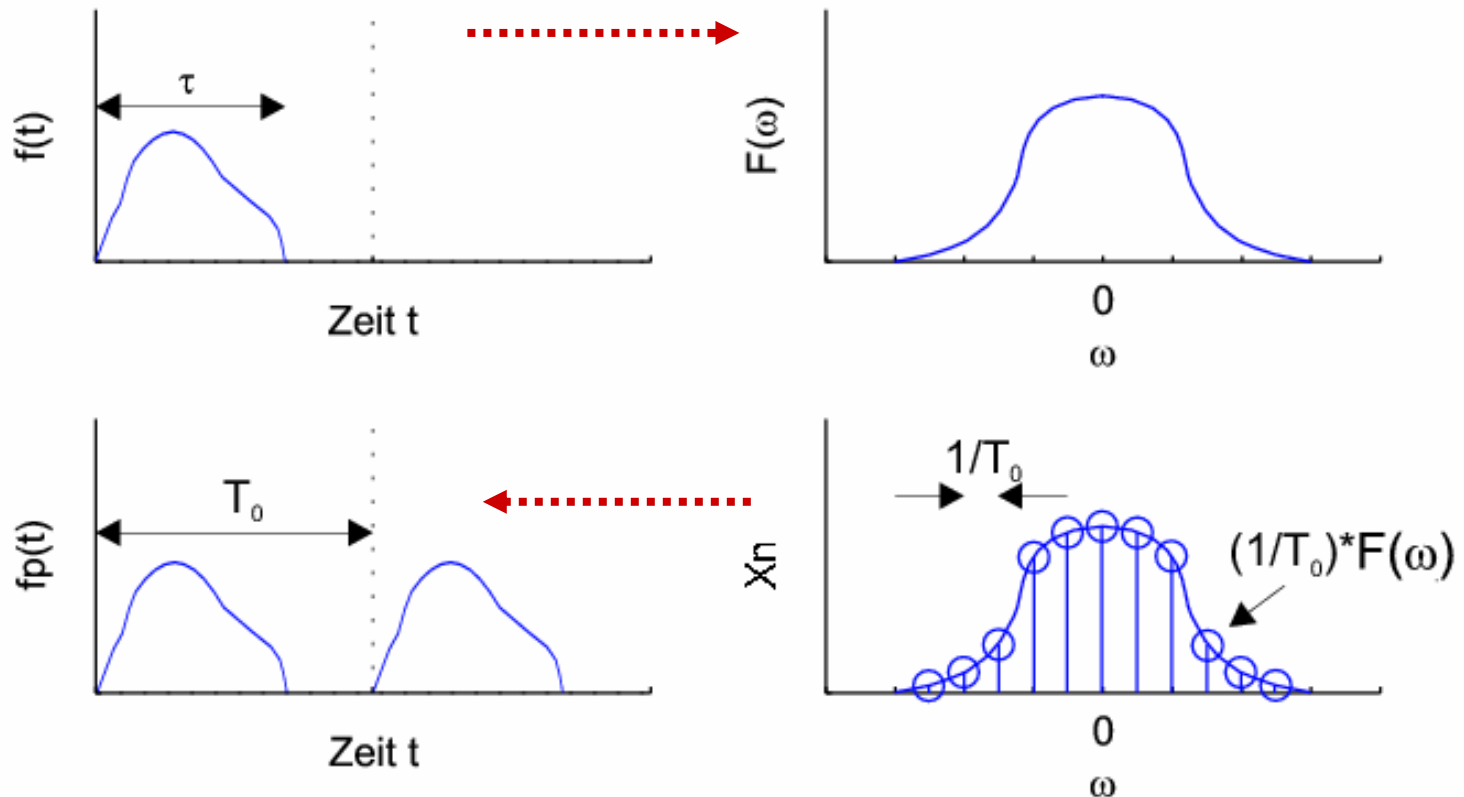 f(t)
τ
Zeit t
F(ω)
0
ω
fp(t)
T₀
Zeit t
Xn
1/T₀
(1/T₀)*F(ω)
0
ω